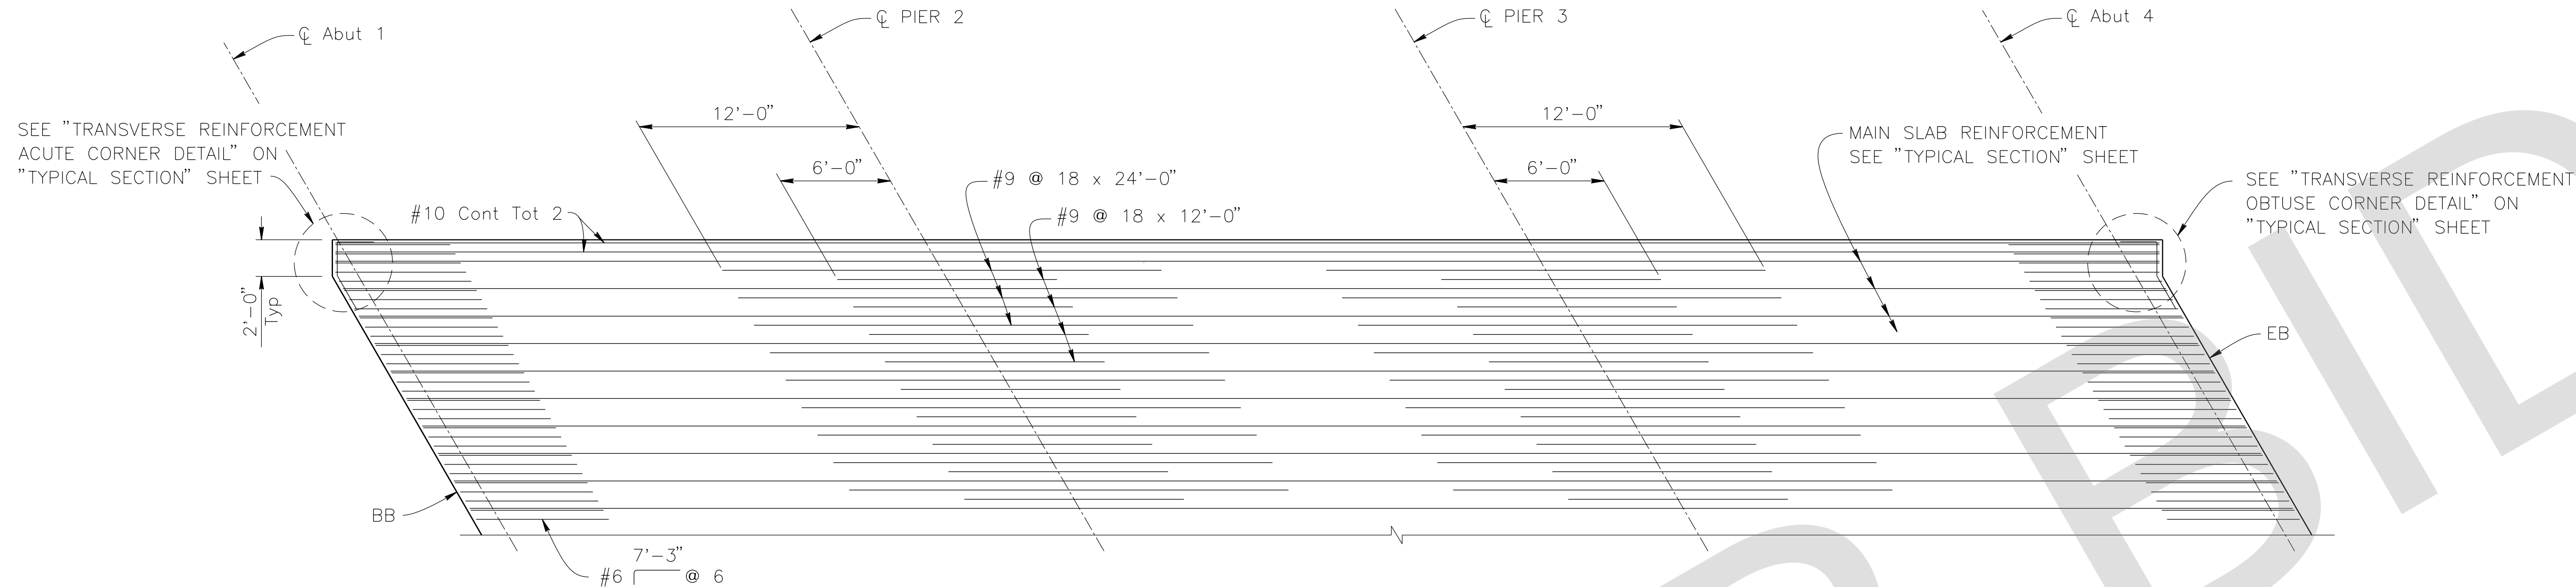 ℄ Abut 1
℄ PIER 2
℄ PIER 3
℄ Abut 4
SEE "TRANSVERSE REINFORCEMENT
ACUTE CORNER DETAIL" ON
"TYPICAL SECTION" SHEET
12'-0"
6'-0"
#9 @ 18 x 24'-0"
#9 @ 18 x 12'-0"
#10 Cont Tot 2
12'-0"
6'-0"
MAIN SLAB REINFORCEMENT
SEE "TYPICAL SECTION" SHEET
SEE "TRANSVERSE REINFORCEMENT
OBTUSE CORNER DETAIL" ON
"TYPICAL SECTION" SHEET
2'-0"
Typ
EB
BB
7'-3"
#6 @ 6
BID